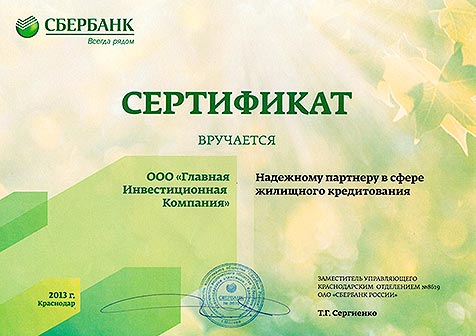 СБЕРБАНК
Всегда рядом
СЕРТИФИКАТ
ВРУЧАЕТСЯ
ООО «Главная
Инвестиционная
Компания»
Надежному партнеру в сфере
жилищного кредитования
2013 г.
Краснодар
СБЕРБАНК
ЗАМЕСТИТЕЛЬ УПРАВЛЯЮЩЕГО
КРАСНОДАРСКИМ ОТДЕЛЕНИЕМ №8619
ОАО «СБЕРБАНК РОССИИ»
Т.Г. Сергиенко